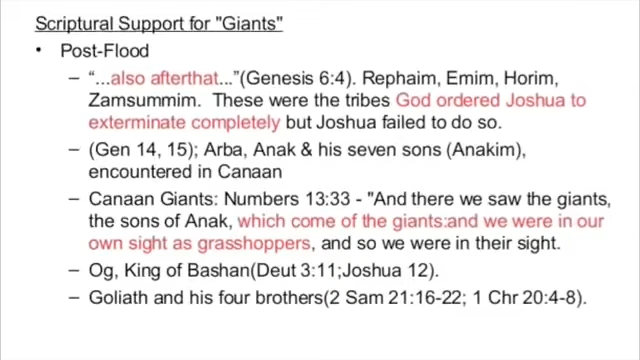 Scriptural Support for "Giants"
• Post-Flood
– “...also afterthat...”(Genesis 6:4). Rephaim, Emim, Horim,
Zamsummim. These were the tribes God ordered Joshua to
exterminate completely but Joshua failed to do so.
– (Gen 14, 15); Arba, Anak & his seven sons (Anakim),
encountered in Canaan
– Canaan Giants: Numbers 13:33 - "And there we saw the giants,
the sons of Anak, which come of the giants:and we were in our
own sight as grasshoppers, and so we were in their sight.
– Og, King of Bashan(Deut 3:11;Joshua 12).
– Goliath and his four brothers(2 Sam 21:16-22; 1 Chr 20:4-8).